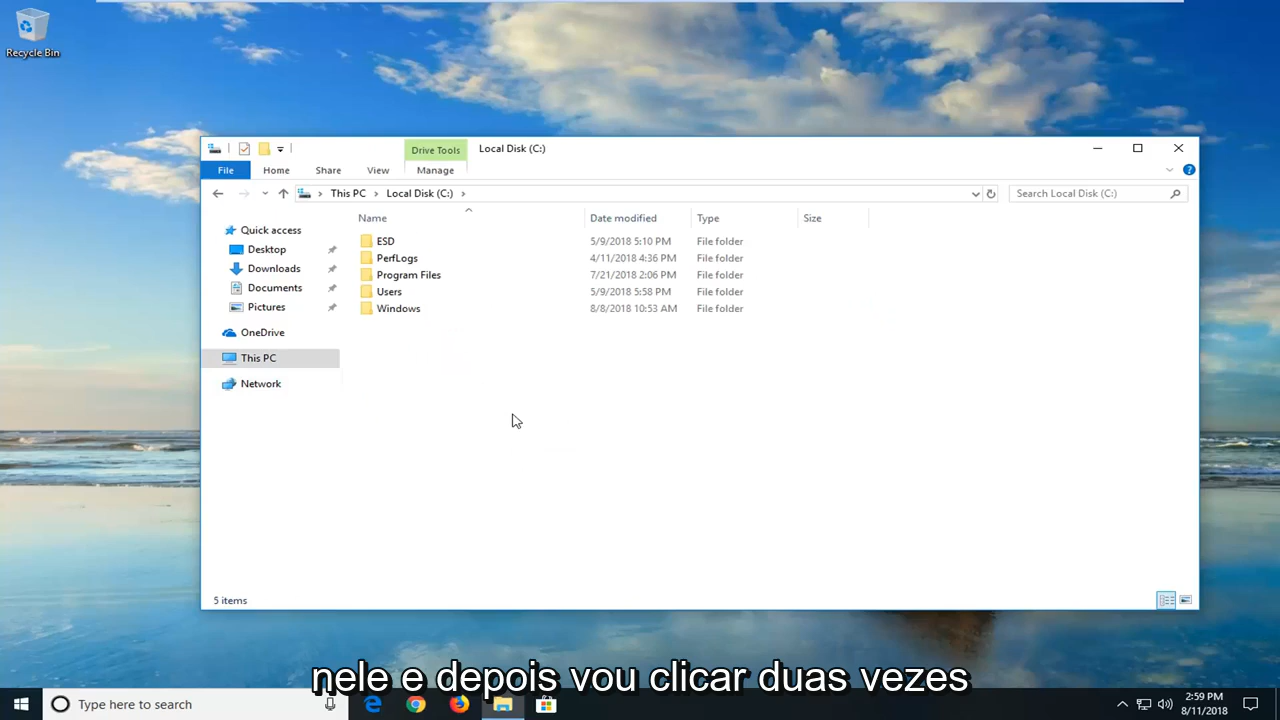 Recycle Bin
Drive Tools
Local Disk (C:)
File
Home
Share
View
Manage
This PC
Local Disk (C:)
Search Local Disk (C:)
Name
Date modified
Type
Size
Quick access
Desktop
Downloads
Documents
Pictures
OneDrive
This PC
Network
ESD 5/9/2018 5:10 PM File folder
PerfLogs 4/11/2018 4:36 PM File folder
Program Files 7/21/2018 2:06 PM File folder
Users 5/9/2018 5:58 PM File folder
Windows 8/8/2018 10:53 AM File folder
5 items
nele e depois vou clicar duas vezes
Type here to search
2:59 PM
8/11/2018